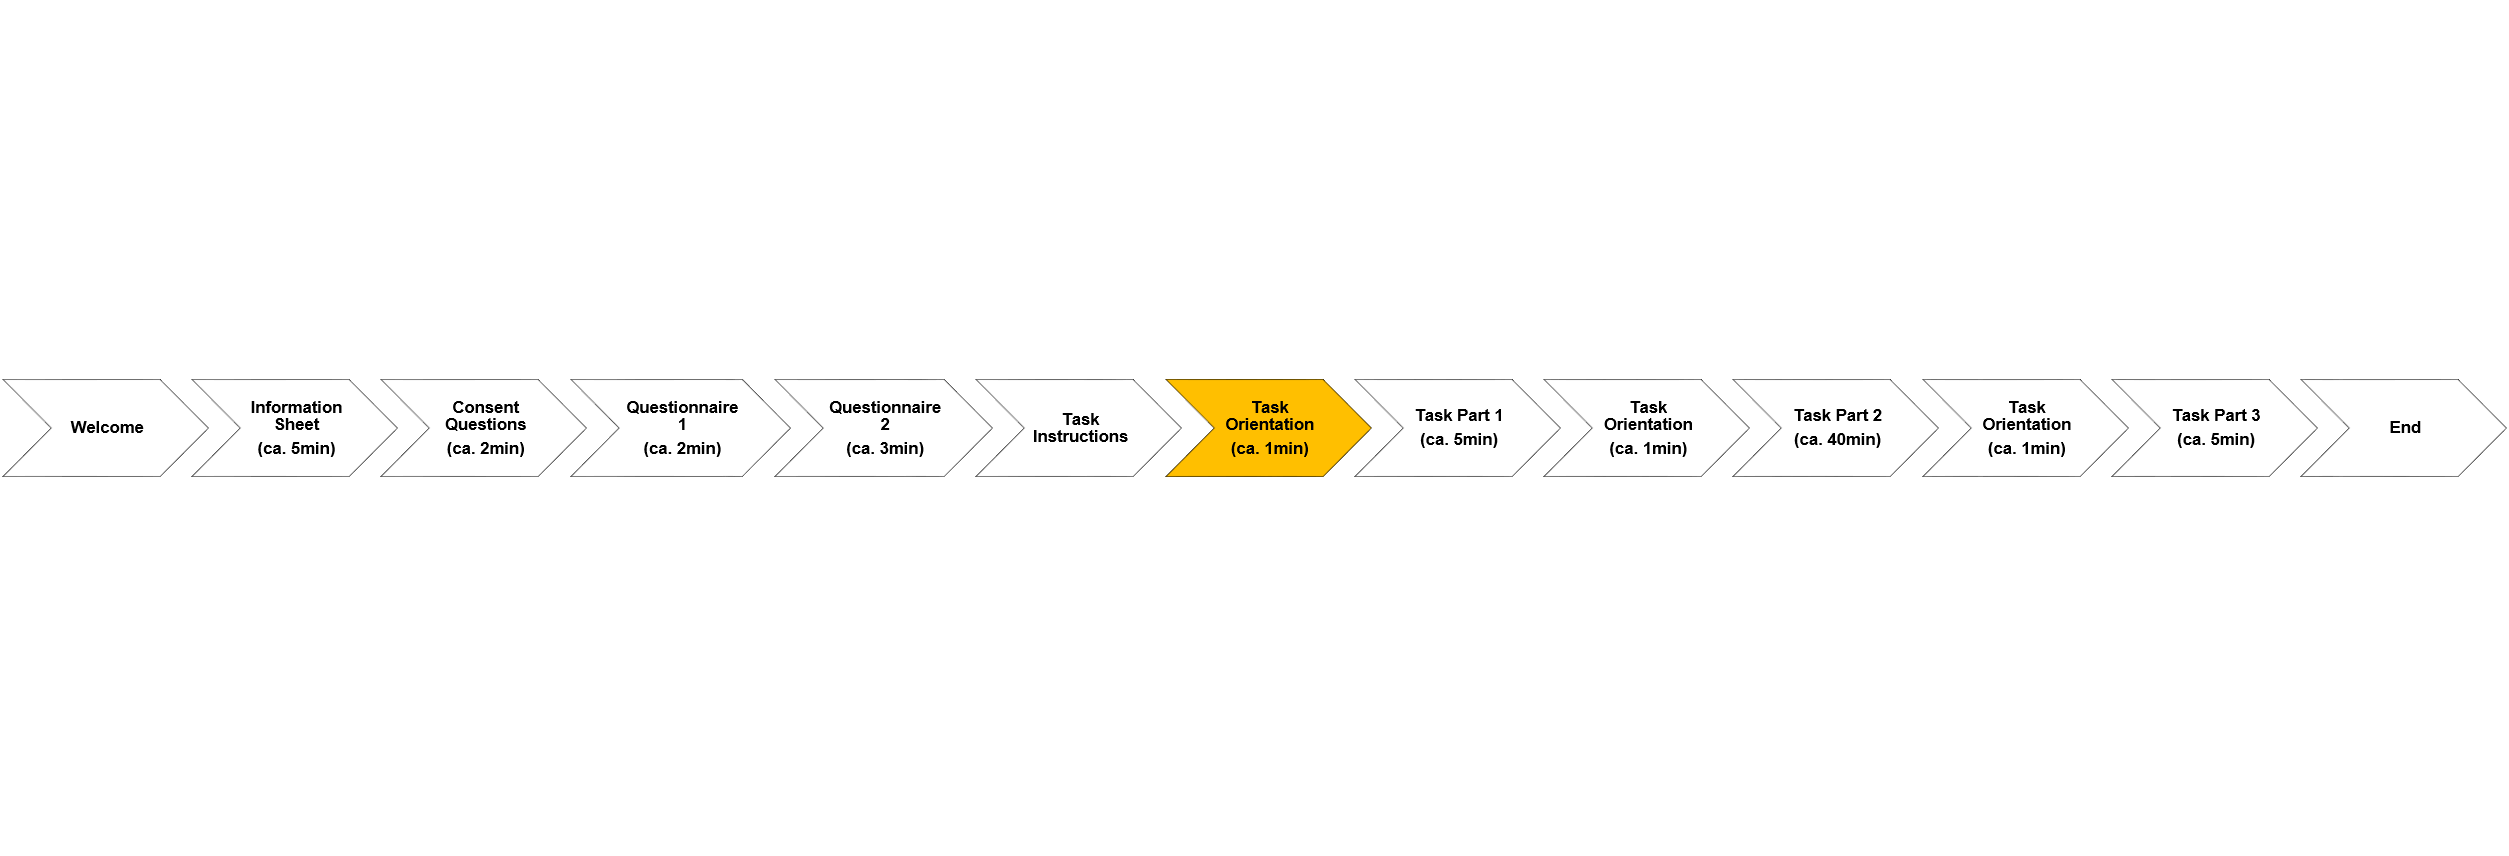 Welcome
Information
Sheet
(ca. 5min)
Consent
Questions
(ca. 2min)
Questionnaire
1
(ca. 2min)
Questionnaire
2
(ca. 3min)
Task
Instructions
Task
Orientation
(ca. 1min)
Task Part 1
(ca. 5min)
Task
Orientation
(ca. 1min)
Task Part 2
(ca. 40min)
Task
Orientation
(ca. 1min)
Task Part 3
(ca. 5min)
End